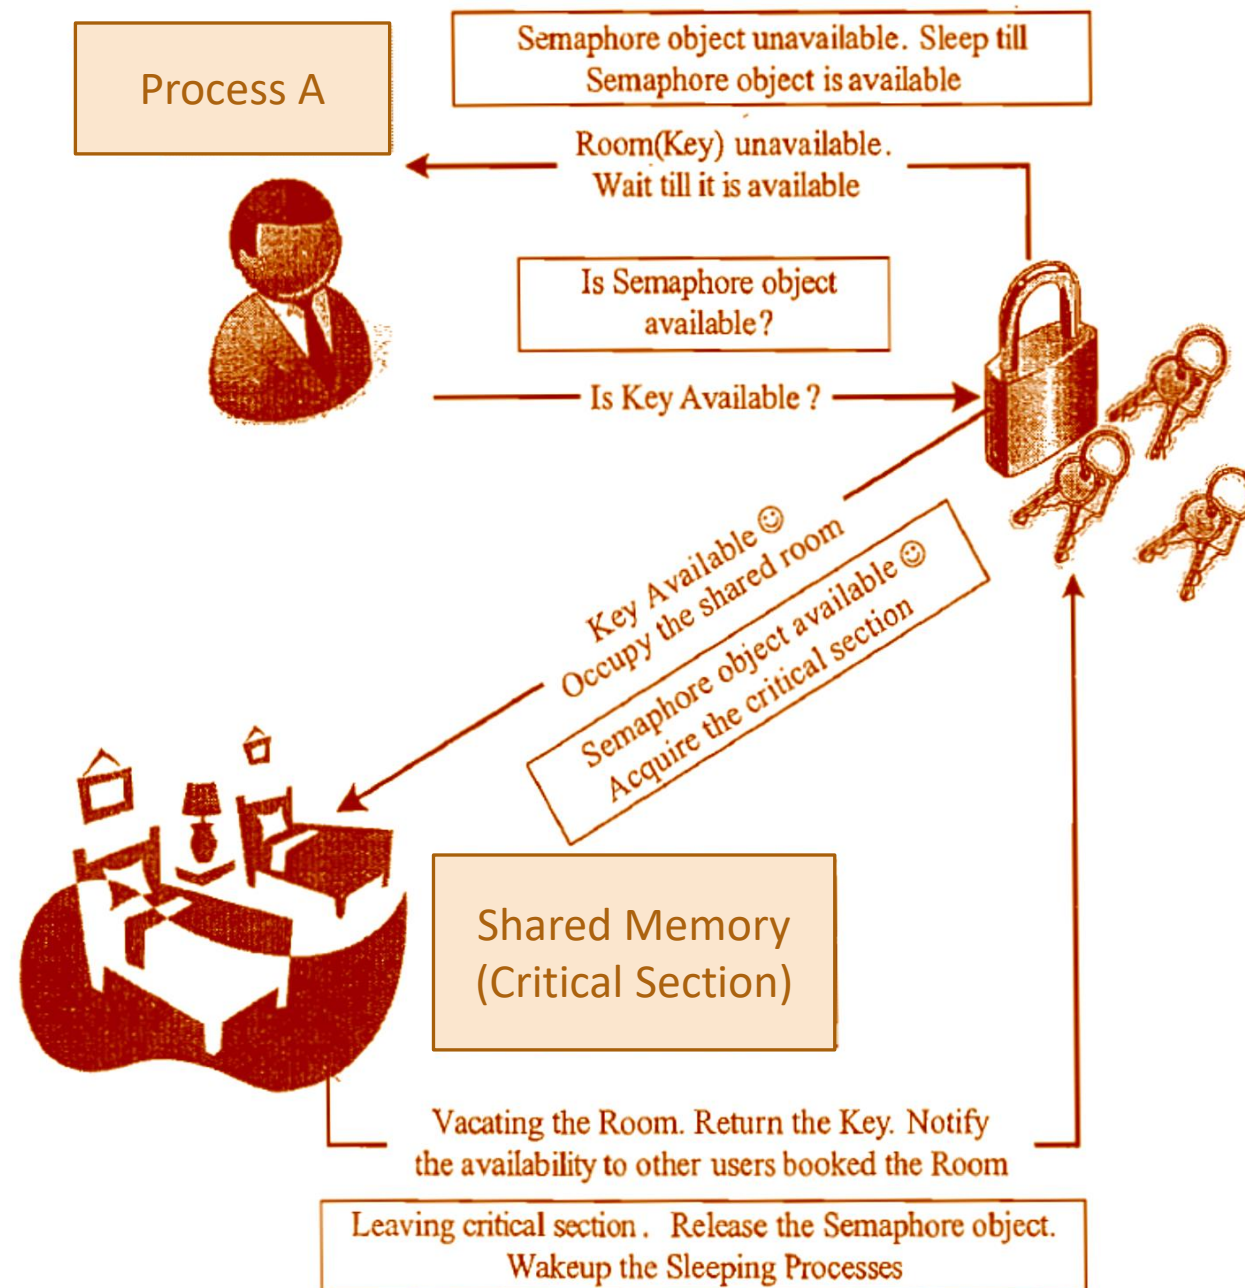 Process A
Semaphore object unavailable. Sleep till
Semaphore object is available
Room(Key) unavailable.
Wait till it is available
Is Semaphore object
available?
Is Key Available ?
Key Available ☺
Occupy the shared room
Semaphore object available ☺
Acquire the critical section
Shared Memory
(Critical Section)
Vacating the Room. Return the Key. Notify
the availability to other users booked the Room
Leaving critical section. Release the Semaphore object.
Wakeup the Sleeping Processes